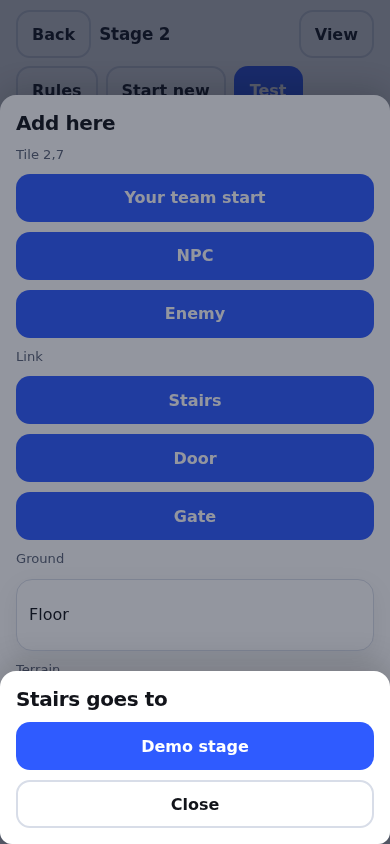 Back
Stage 2
View
Rules
Start new
Test
Add here
Tile 2,7
Your team start
NPC
Enemy
Link
Stairs
Door
Gate
Ground
Floor
Terrain
Stairs goes to
Demo stage
Close